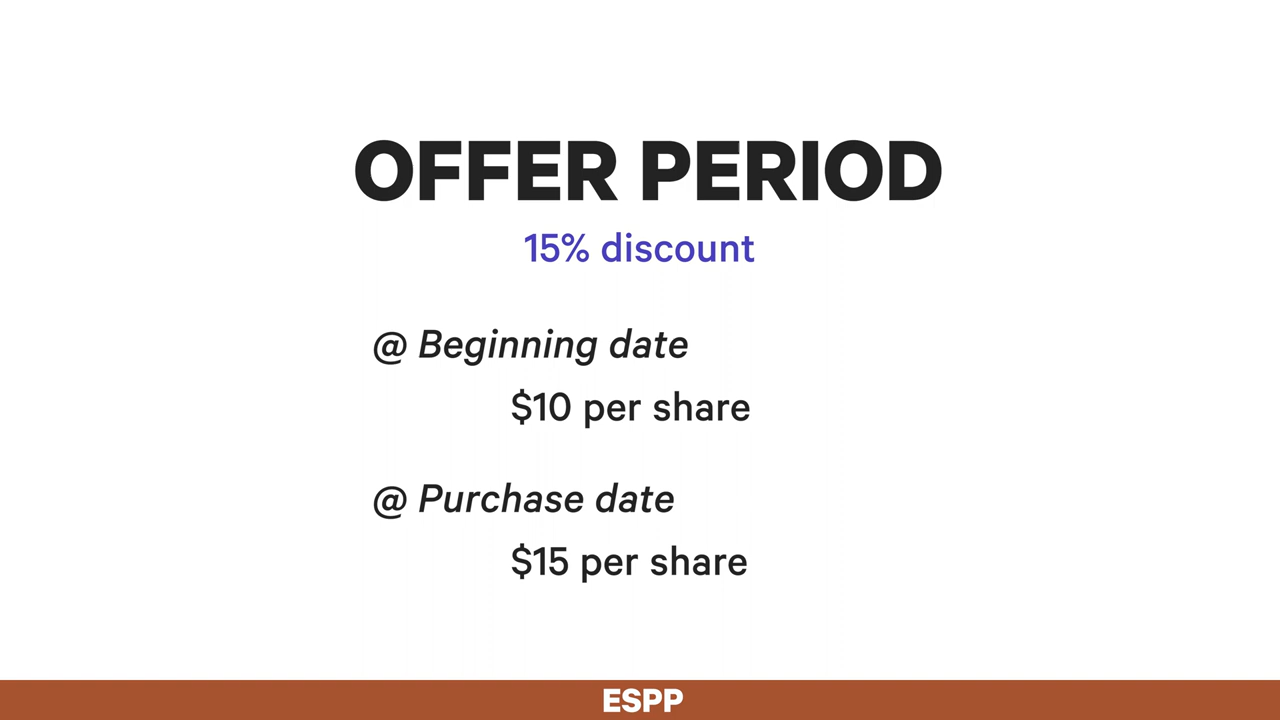 OFFER PERIOD
15% discount
@ Beginning date
$10 per share
@ Purchase date
$15 per share
ESPP